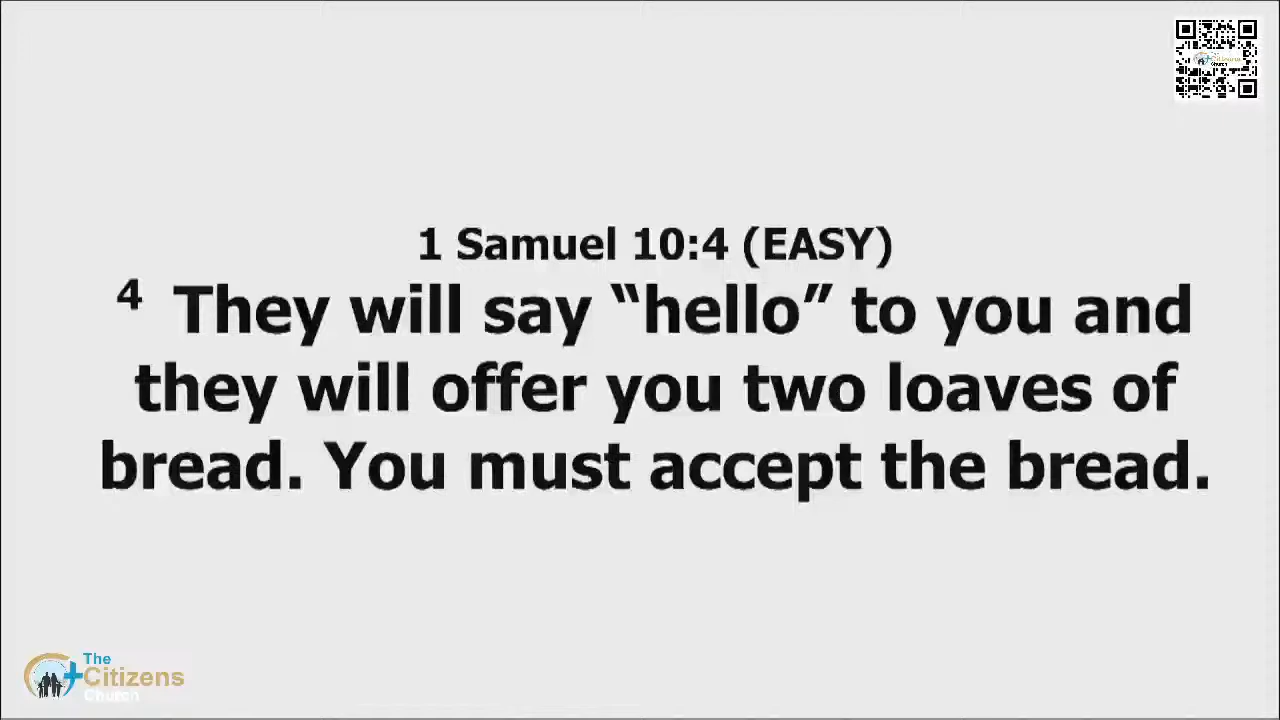 1 Samuel 10:4 (EASY)
4 They will say “hello” to you and
they will offer you two loaves of
bread. You must accept the bread.
The
Citizens
Church